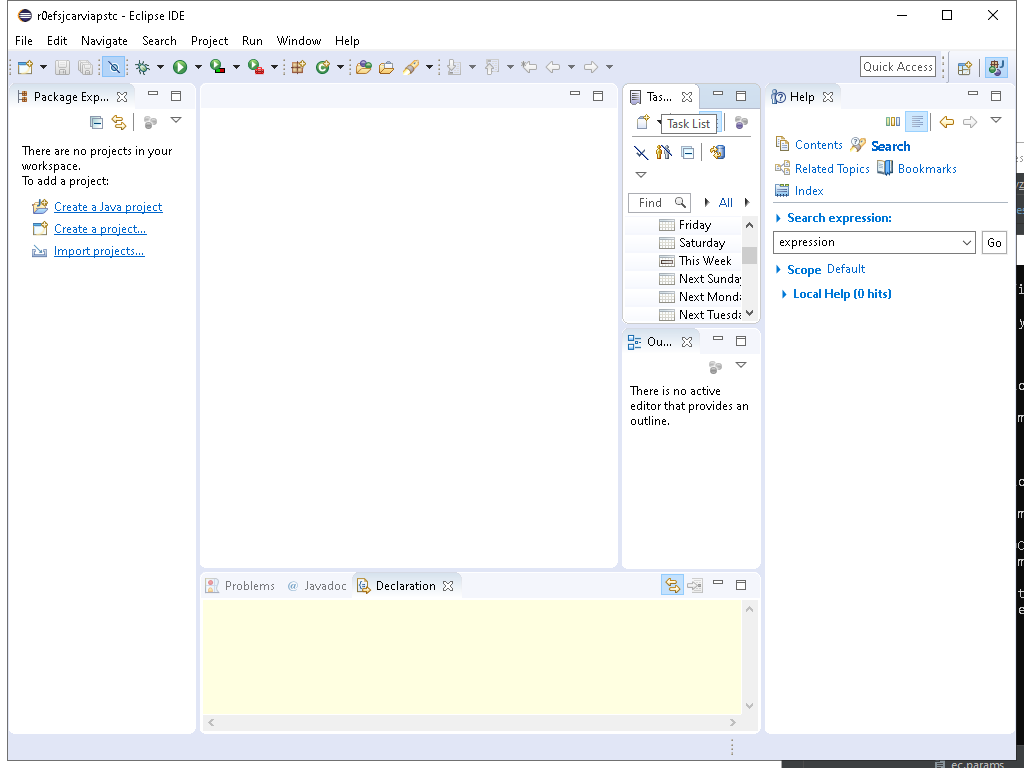 r0efsjcarviapstc - Eclipse IDE
File Edit Navigate Search Project Run Window Help
Quick Access
Package Exp...
There are no projects in your
workspace.
To add a project:
Create a Java project
Create a project...
Import projects...
Tas...
Task List
Find
All
Friday
Saturday
This Week
Next Sunday
Next Mond
Next Tuesd
Ou...
There is no active
editor that provides an
outline.
Help
Contents Search
Related Topics Bookmarks
Index
Search expression:
expression
Go
Scope Default
Local Help (0 hits)
Problems @ Javadoc Declaration
ec.params